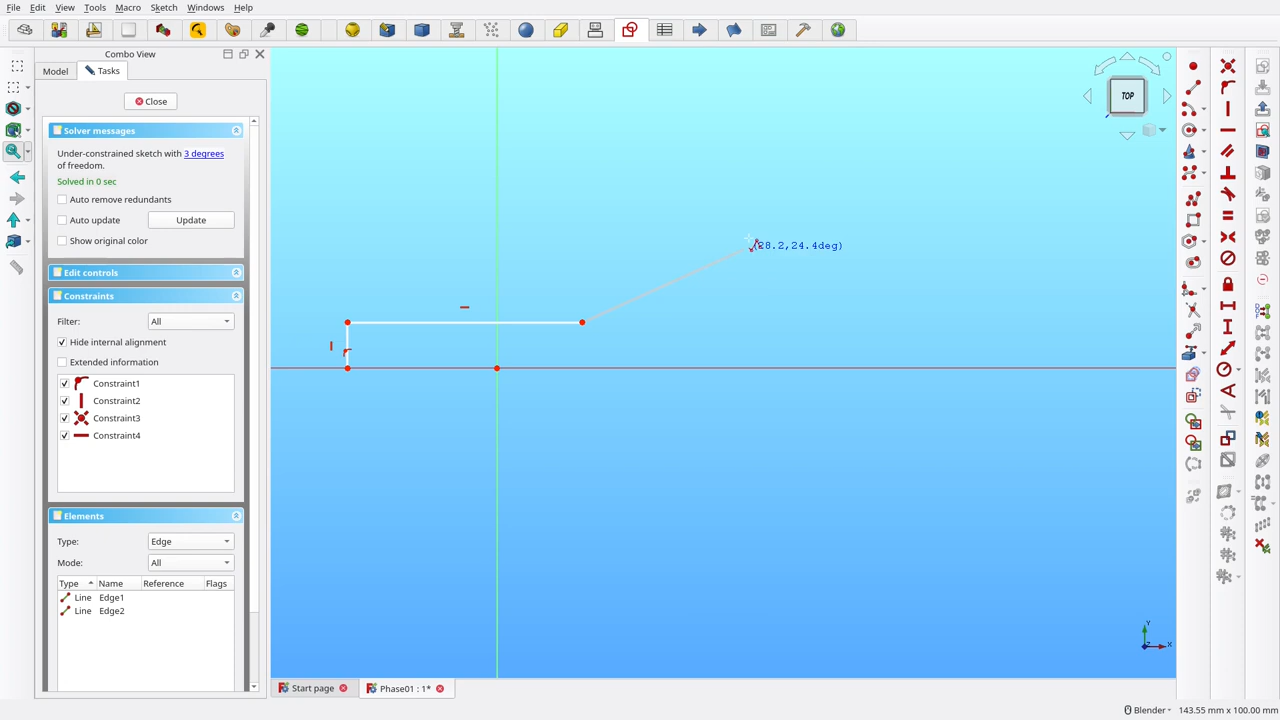 File Edit View Tools Macro Sketch Windows Help
Combo View
Model Tasks
Close
Solver messages
Under-constrained sketch with 3 degrees
of freedom.
Solved in 0 sec
Auto remove redundants
Auto update Update
Show original color
Edit controls
Constraints
Filter: All
Hide internal alignment
Extended information
Constraint1
Constraint2
Constraint3
Constraint4
Elements
Type: Edge
Mode: All
Type Name Reference Flags
Line Edge1
Line Edge2
(28.2,24.4deg)
TOP
Y
X
Start page
Phase01 : 1*
Blender
143.55 mm x 100.00 mm